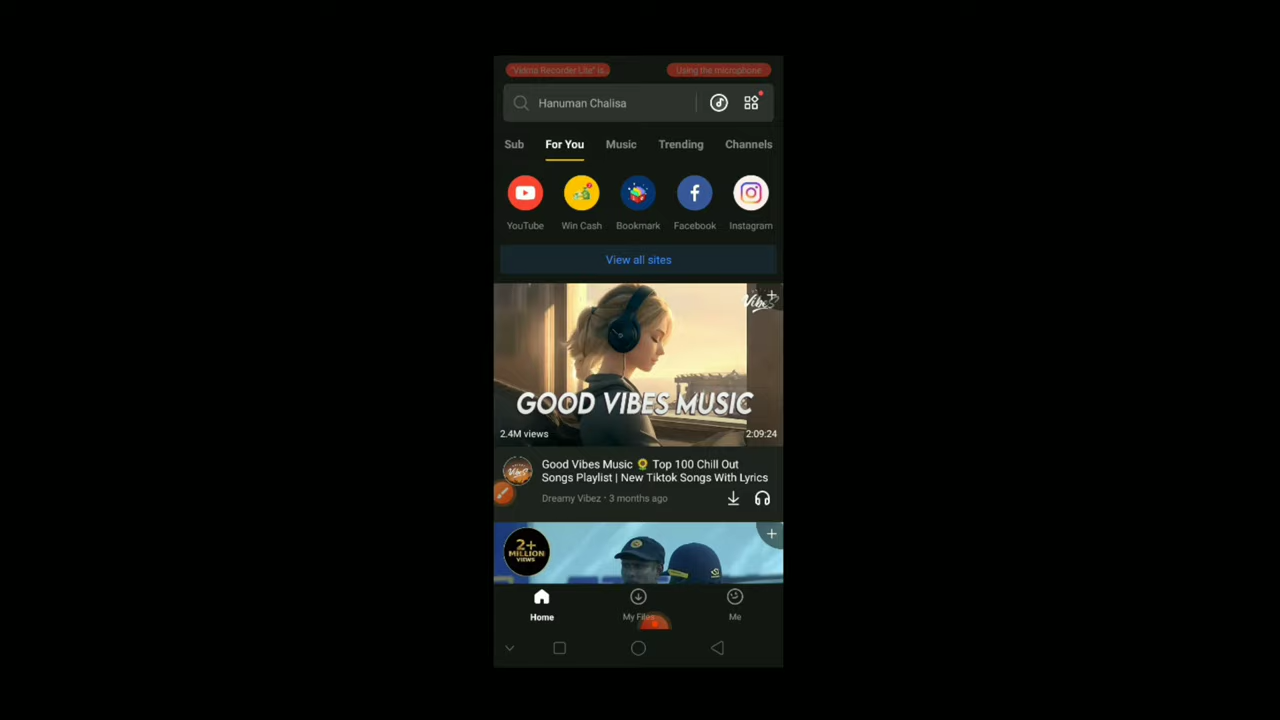 "Vidma Recorder Lite" is
Using the microphone
Hanuman Chalisa
Sub For You Music Trending Channels
YouTube Win Cash Bookmark Facebook Instagram
View all sites
Vibes
GOOD VIBES MUSIC
2.4M views 2:09:24
Good Vibes Music 🌻 Top 100 Chill Out
Songs Playlist | New Tiktok Songs With Lyrics
Dreamy Vibez · 3 months ago
2+
MILLION
VIEWS
Home My Files Me